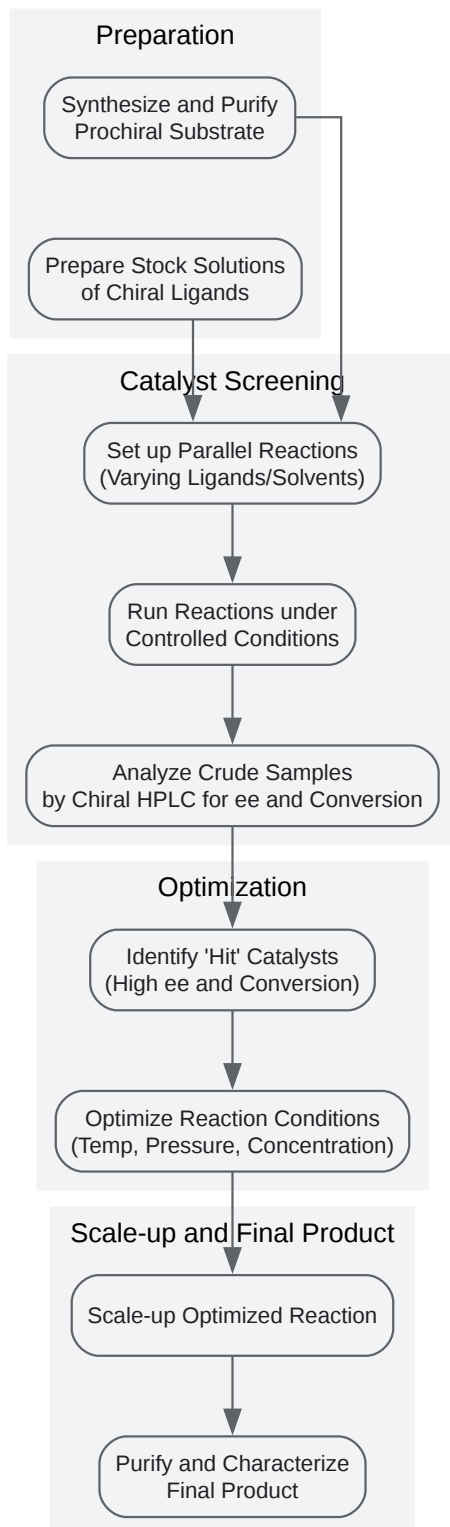 Preparation
Synthesize and Purify
Prochiral Substrate
Prepare Stock Solutions
of Chiral Ligands
Catalyst Screening
Set up Parallel Reactions
(Varying Ligands/Solvents)
Run Reactions under
Controlled Conditions
Analyze Crude Samples
by Chiral HPLC for ee and Conversion
Optimization
Identify 'Hit' Catalysts
(High ee and Conversion)
Optimize Reaction Conditions
(Temp, Pressure, Concentration)
Scale-up and Final Product
Scale-up Optimized Reaction
Purify and Characterize
Final Product